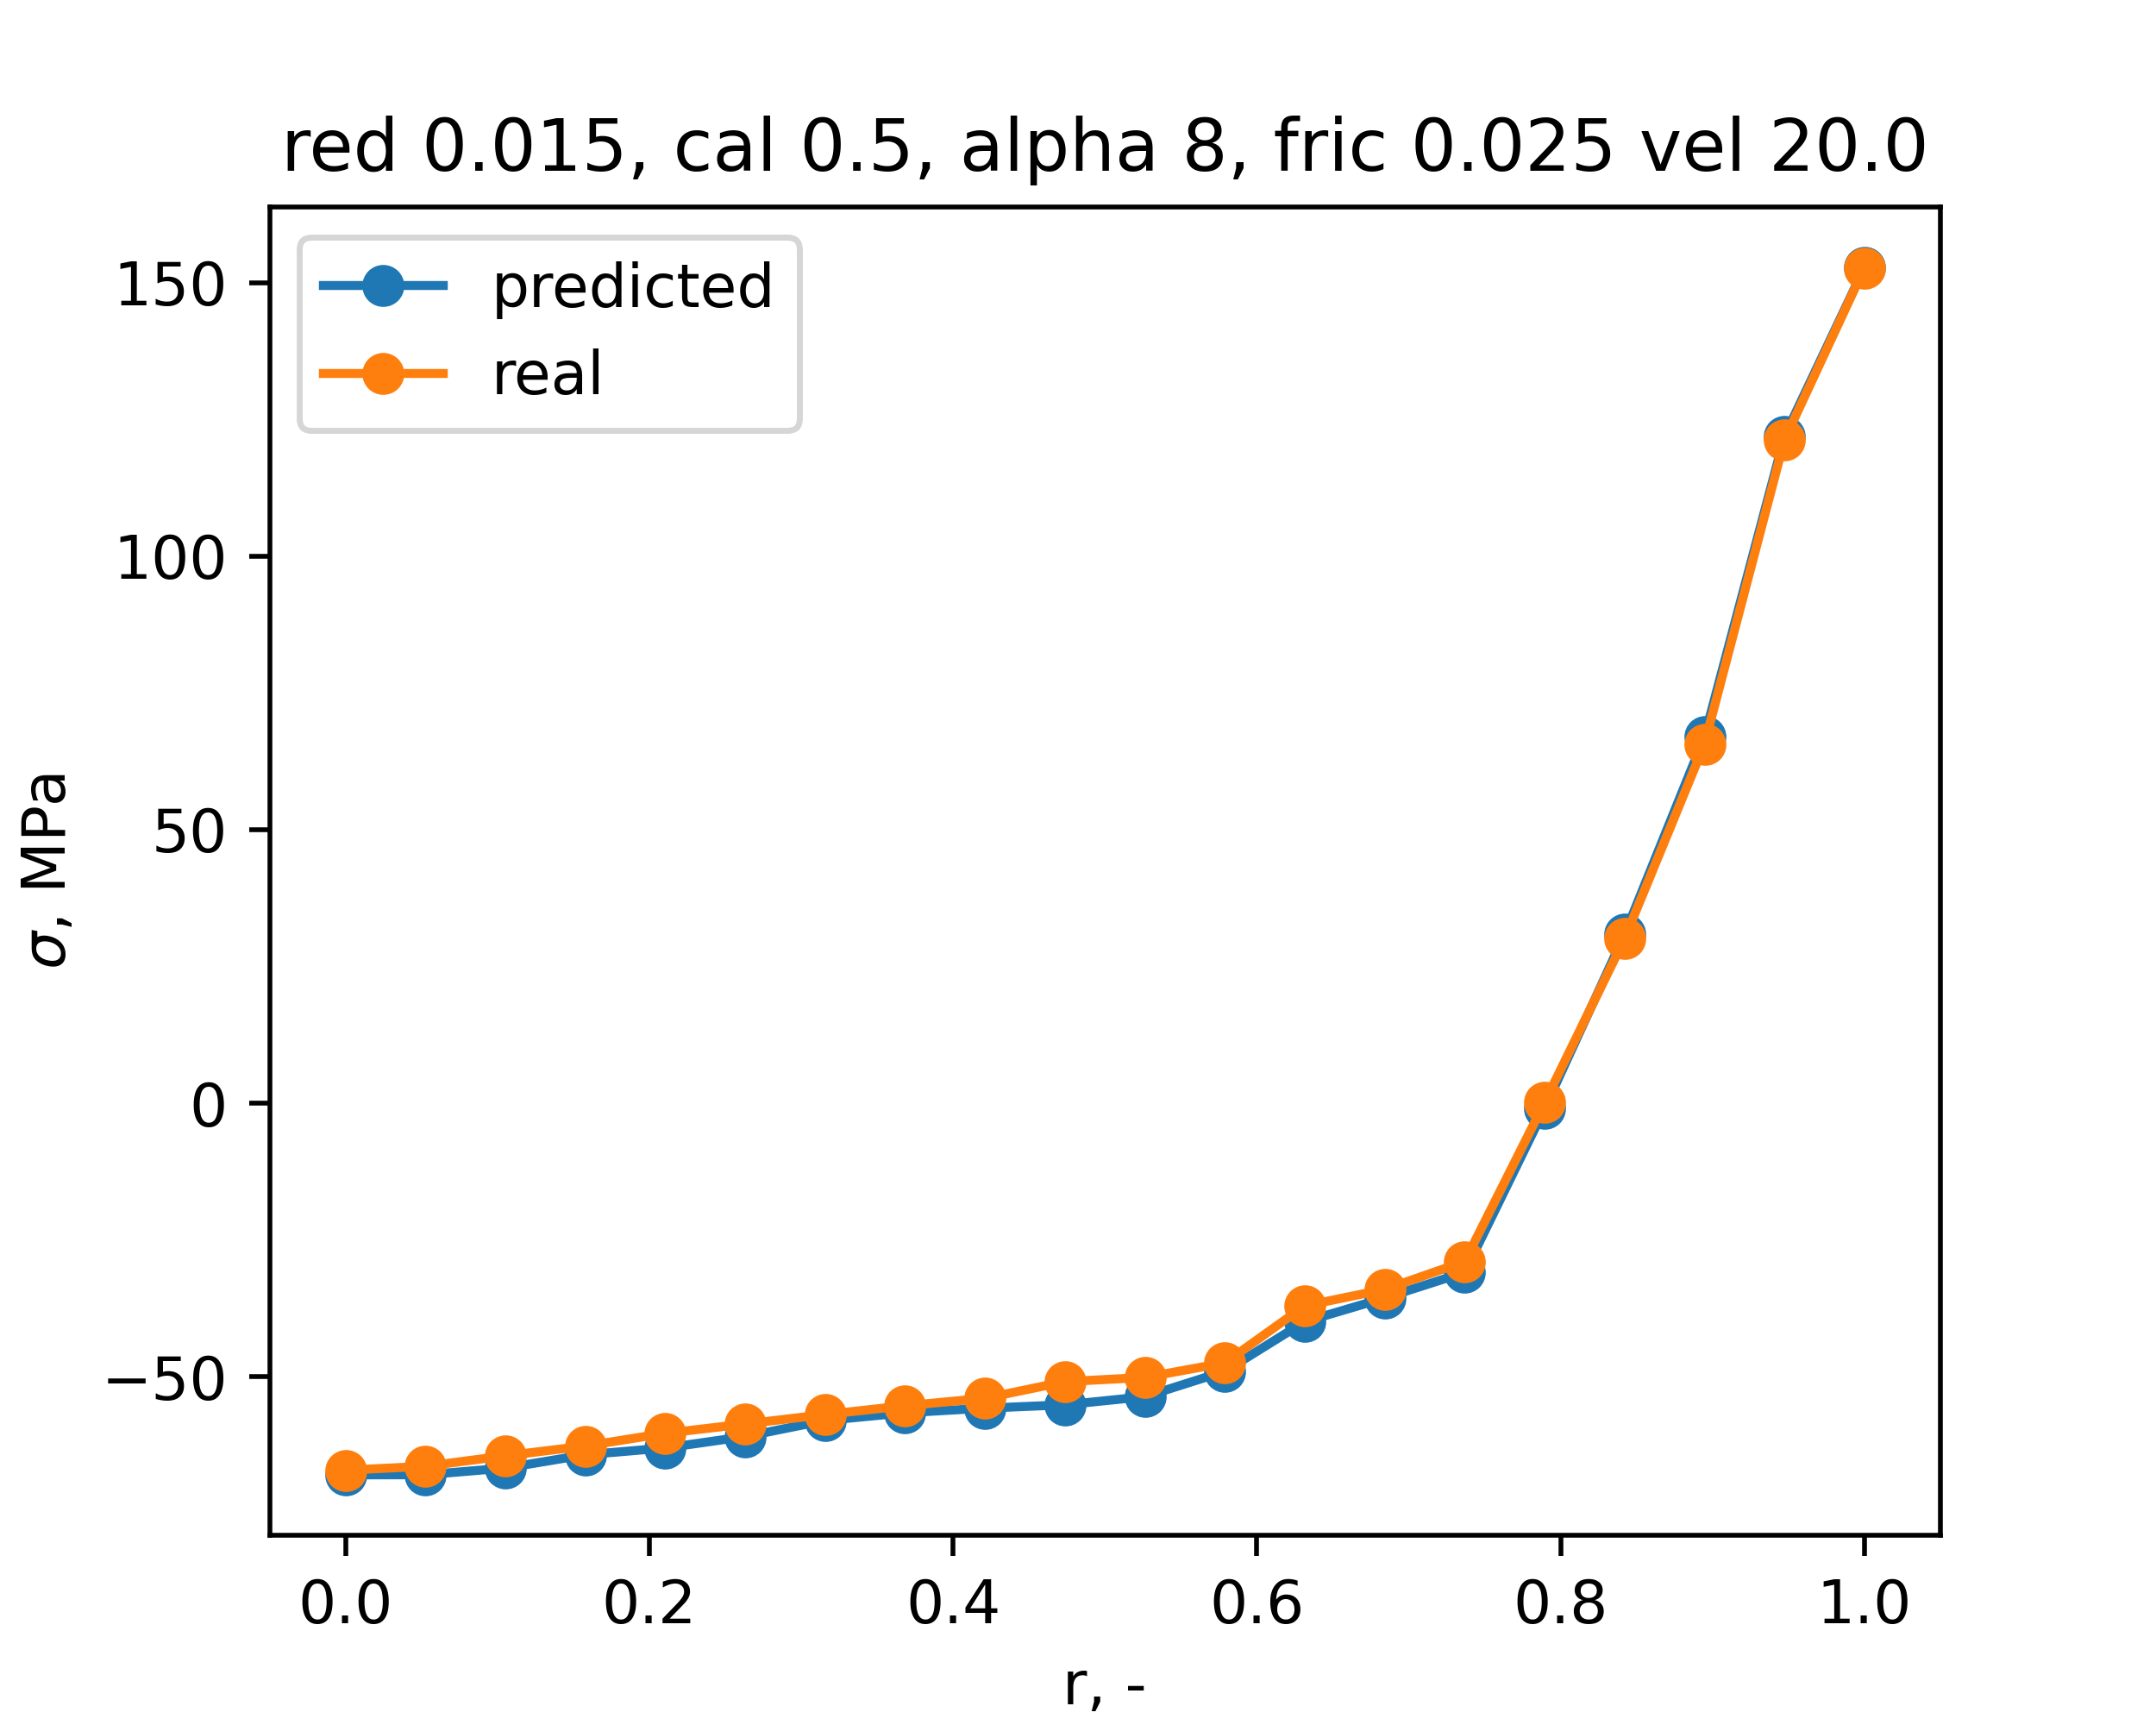 red 0.015, cal 0.5, alpha 8, fric 0.025 vel 20.0
predicted
real
150
100
50
0
−50
σ, MPa
0.0 0.2 0.4 0.6 0.8 1.0
r, -